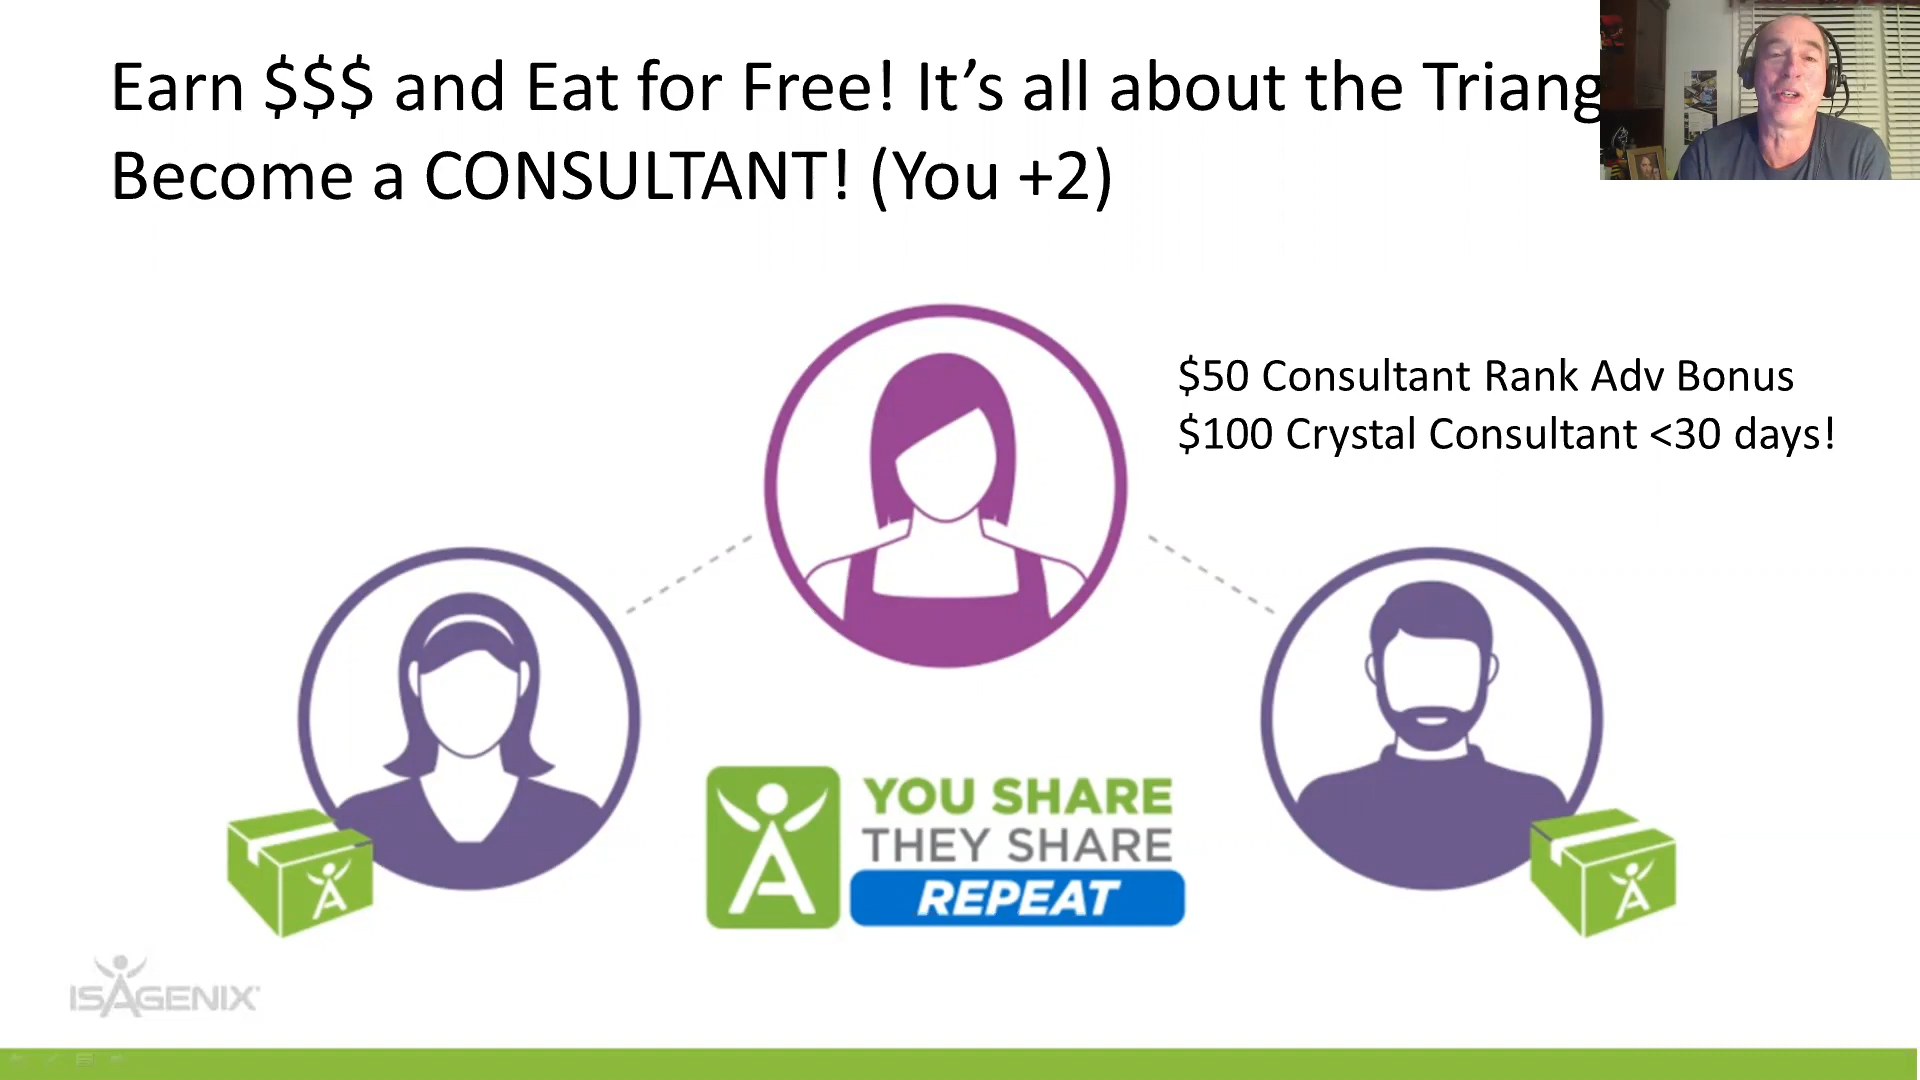 Earn $$$ and Eat for Free! It’s all about the Triang
Become a CONSULTANT! (You +2)
$50 Consultant Rank Adv Bonus
$100 Crystal Consultant <30 days!
YOU SHARE
THEY SHARE
REPEAT
ISAGENIX